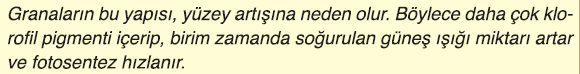 Granaların bu yapısı, yüzey artışına neden olur. Böylece daha çok klo-
rofil pigmenti içerip, birim zamanda soğurulan güneş ışığı miktarı artar
ve fotosentez hızlanır.